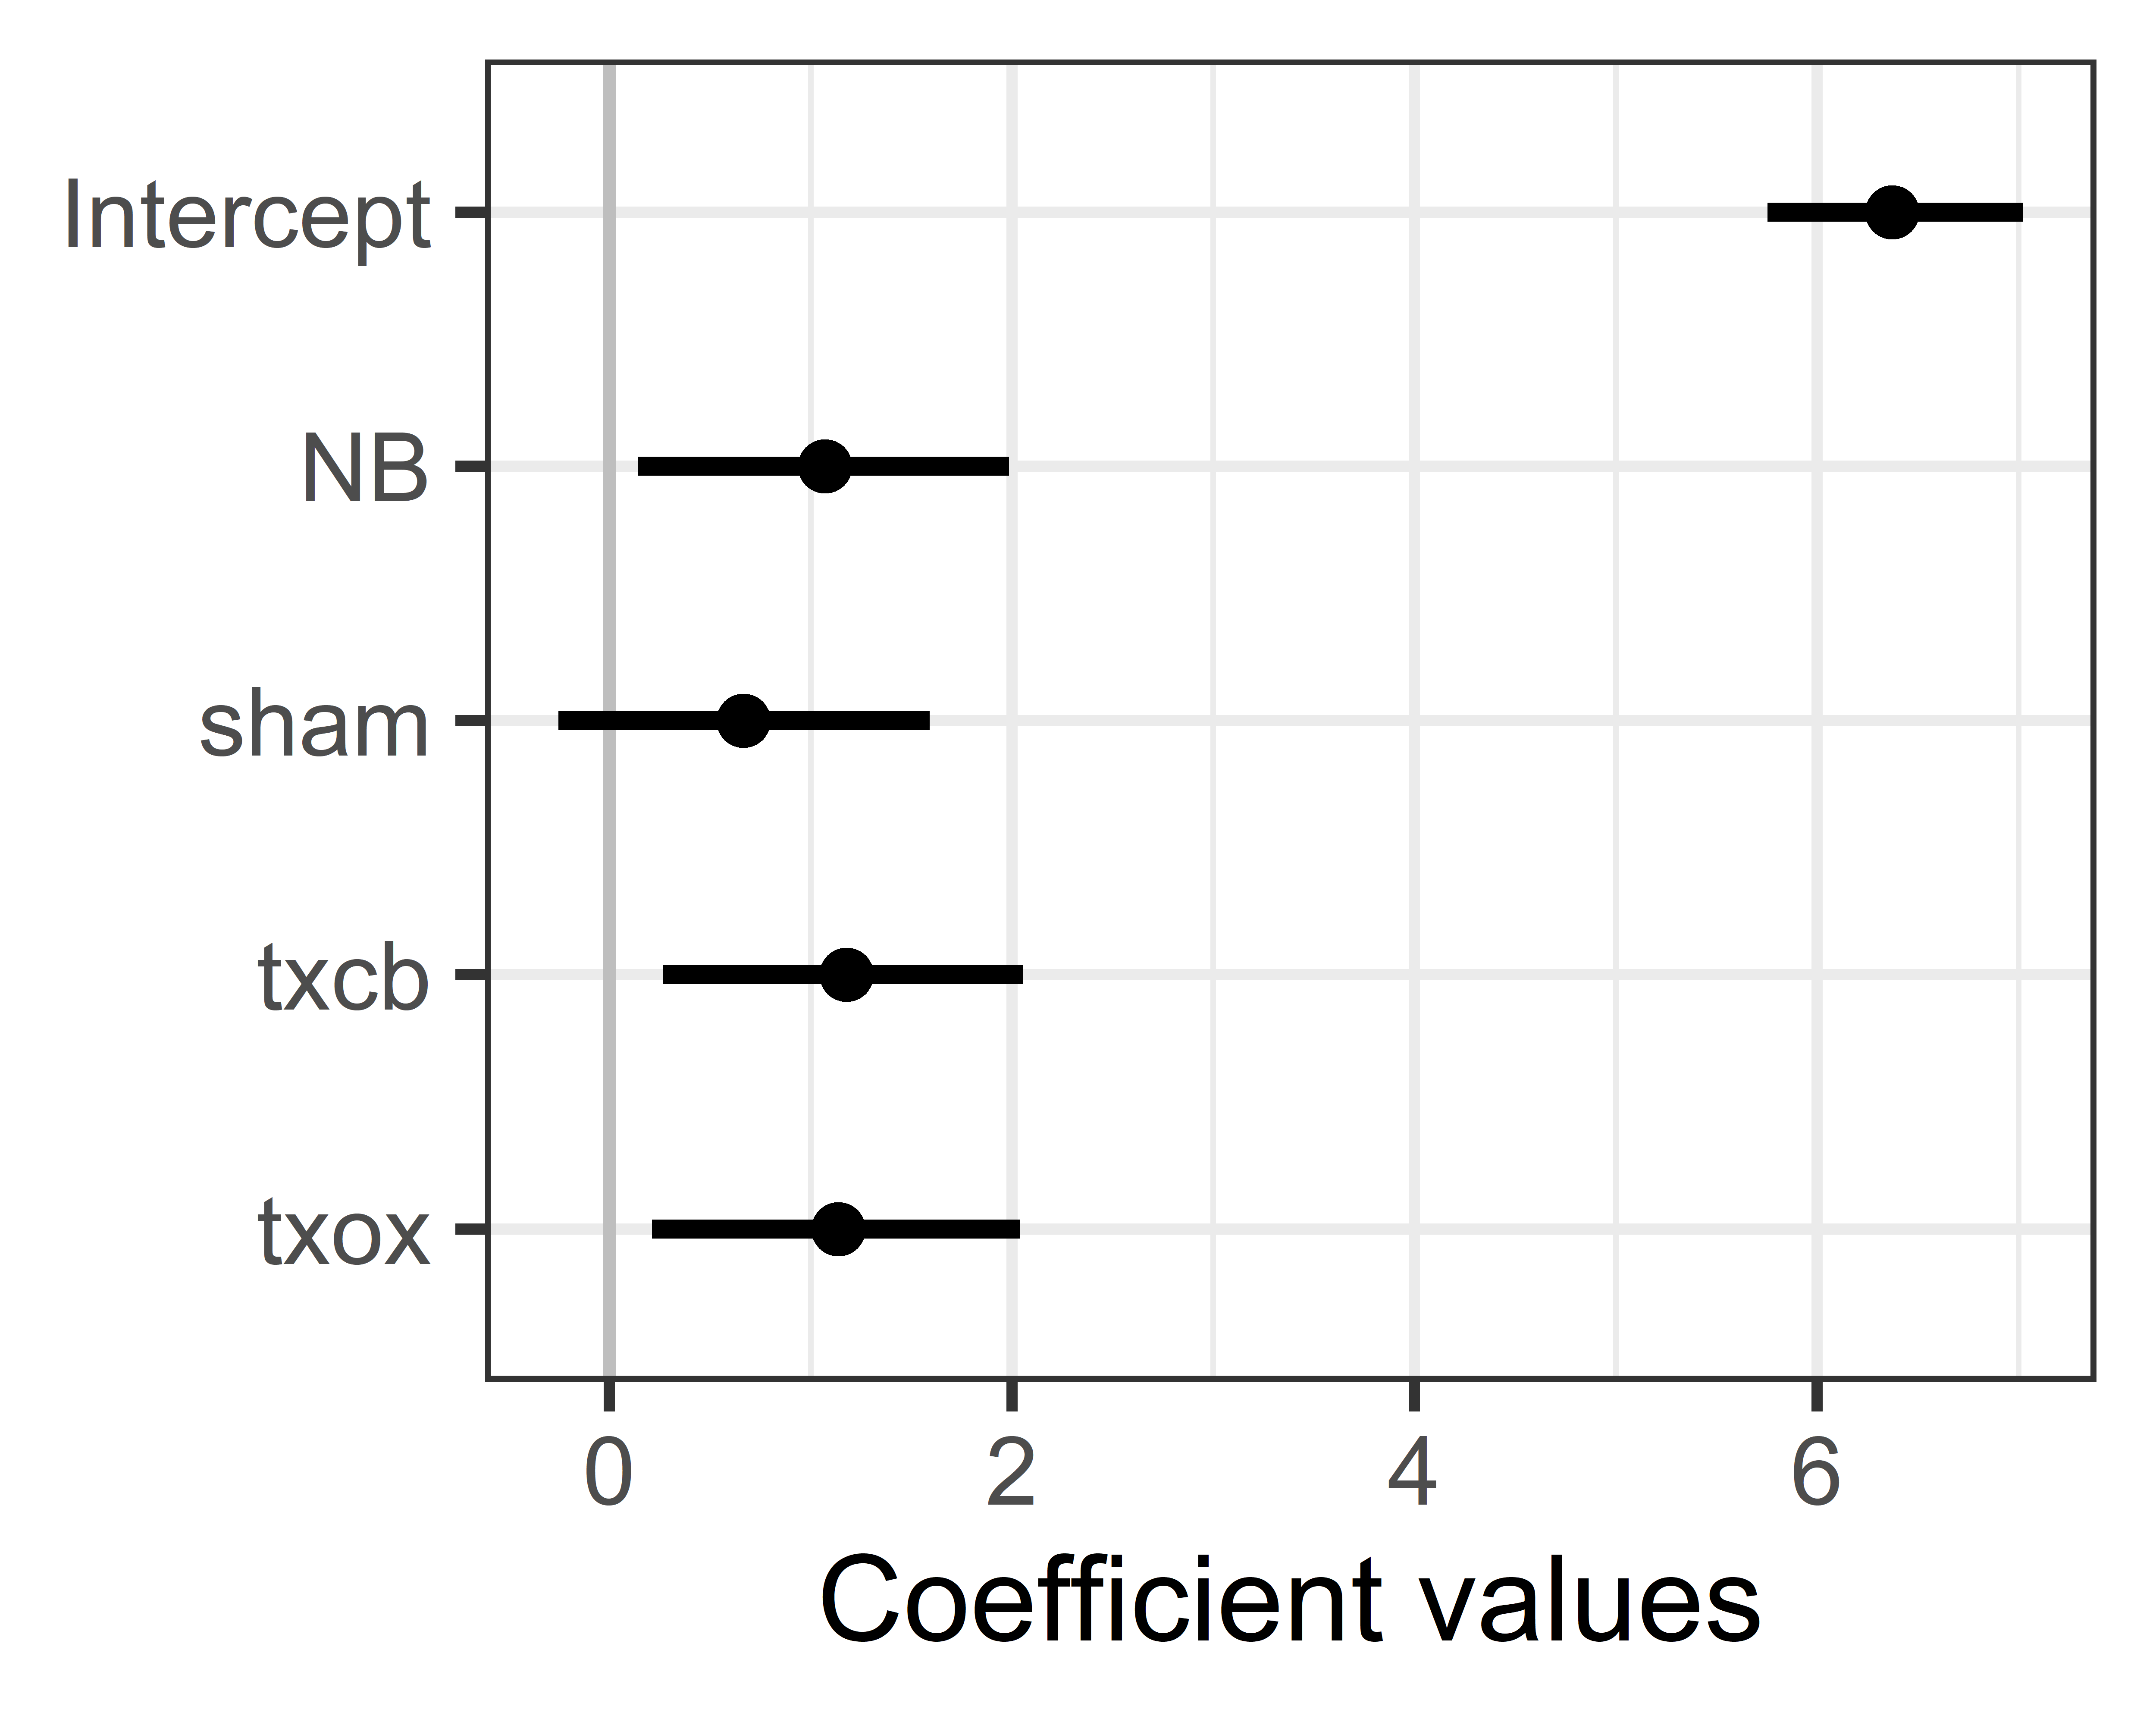 Intercept
NB
sham
txcb
txox
0 2 4 6
Coefficient values